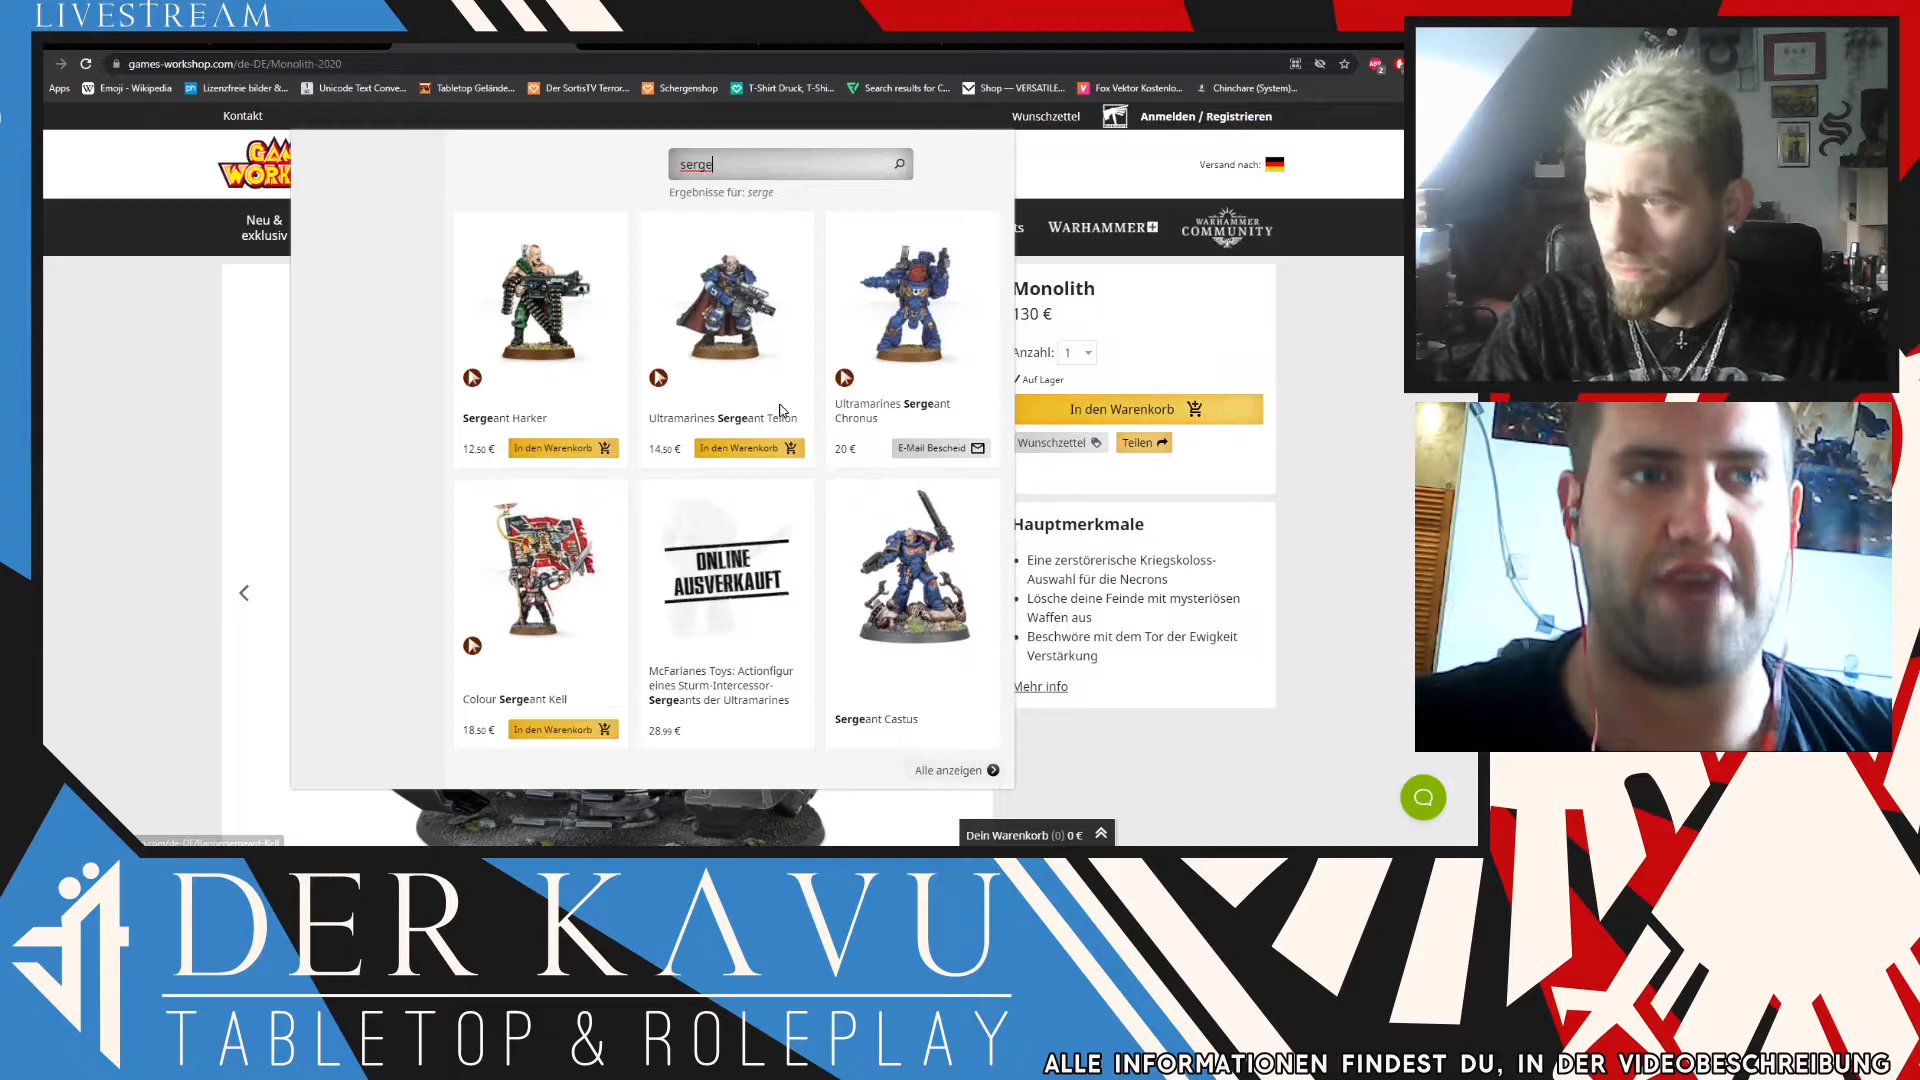 LIVESTREAM
games-workshop.com/de-DE/Monolith-2020
Apps
Emoji - Wikipedia
Lizenzfreie bilder &...
Unicode Text Conve...
Tabletop Gelände...
Der SortisTV Terror...
Schergenshop
T-Shirt Druck, T-Shi...
Search results for C...
Shop — VERSATILE...
Fox Vektor Kostenlo...
Chinchare (System)...
Kontakt
Wunschzettel
Anmelden / Registrieren
serge
Versand nach:
Ergebnisse für: serge
Neu &
exklusiv
ts
WARHAMMER+
WARHAMMER
COMMUNITY
Sergeant Harker
12,50 €
In den Warenkorb
Ultramarines Sergeant Telion
14,50 €
In den Warenkorb
Ultramarines Sergeant
Chronus
20 €
E-Mail Bescheid
Colour Sergeant Kell
18,50 €
In den Warenkorb
ONLINE
AUSVERKAUFT
McFarlanes Toys: Actionfigur
eines Sturm-Intercessor-
Sergeants der Ultramarines
28,99 €
Sergeant Castus
Alle anzeigen
Monolith
130 €
Anzahl: 1
Auf Lager
In den Warenkorb
Wunschzettel
Teilen
Hauptmerkmale
• Eine zerstörerische Kriegskoloss-
Auswahl für die Necrons
• Lösche deine Feinde mit mysteriösen
Waffen aus
• Beschwöre mit dem Tor der Ewigkeit
Verstärkung
Mehr info
Dein Warenkorb (0) 0 €
DER KAVU
TABLETOP & ROLEPLAY
ALLE INFORMATIONEN FINDEST DU, IN DER VIDEOBESCHREIBUNG